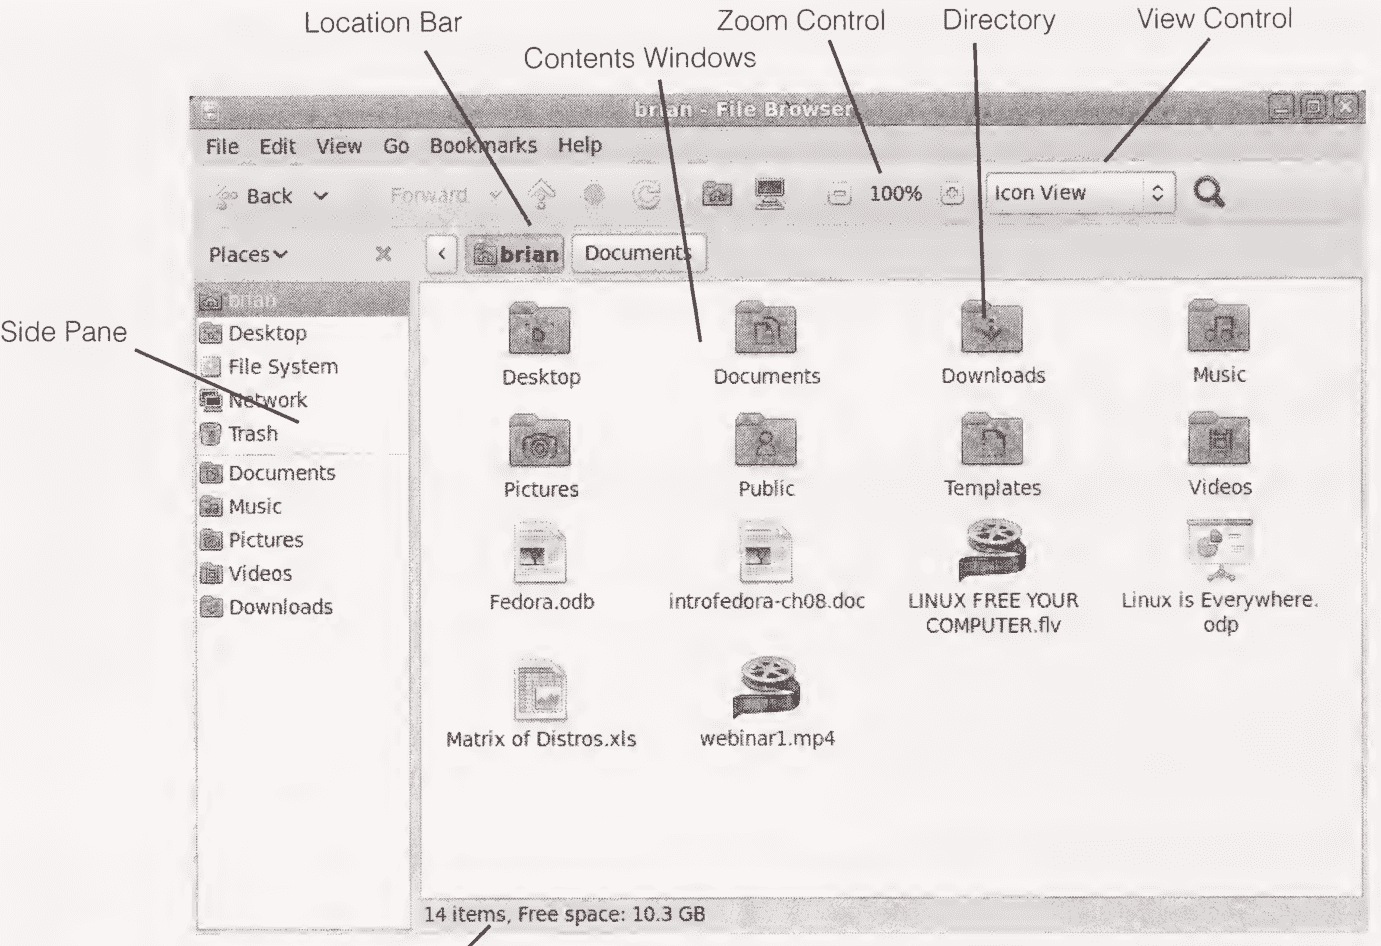 Location Bar
Zoom Control
Directory
View Control
Contents Windows
brian - File Browser
File Edit View Go Bookmarks Help
Back
Forward
100%
Icon View
Places
brian
Documents
brian
Desktop
File System
Network
Trash
Documents
Music
Pictures
Videos
Downloads
Side Pane
Desktop
Documents
Downloads
Music
Pictures
Public
Templates
Videos
Fedora.odb
introfedora-ch08.doc
LINUX FREE YOUR
COMPUTER.flv
Linux is Everywhere.
odp
Matrix of Distros.xls
webinar1.mp4
14 items, Free space: 10.3 GB